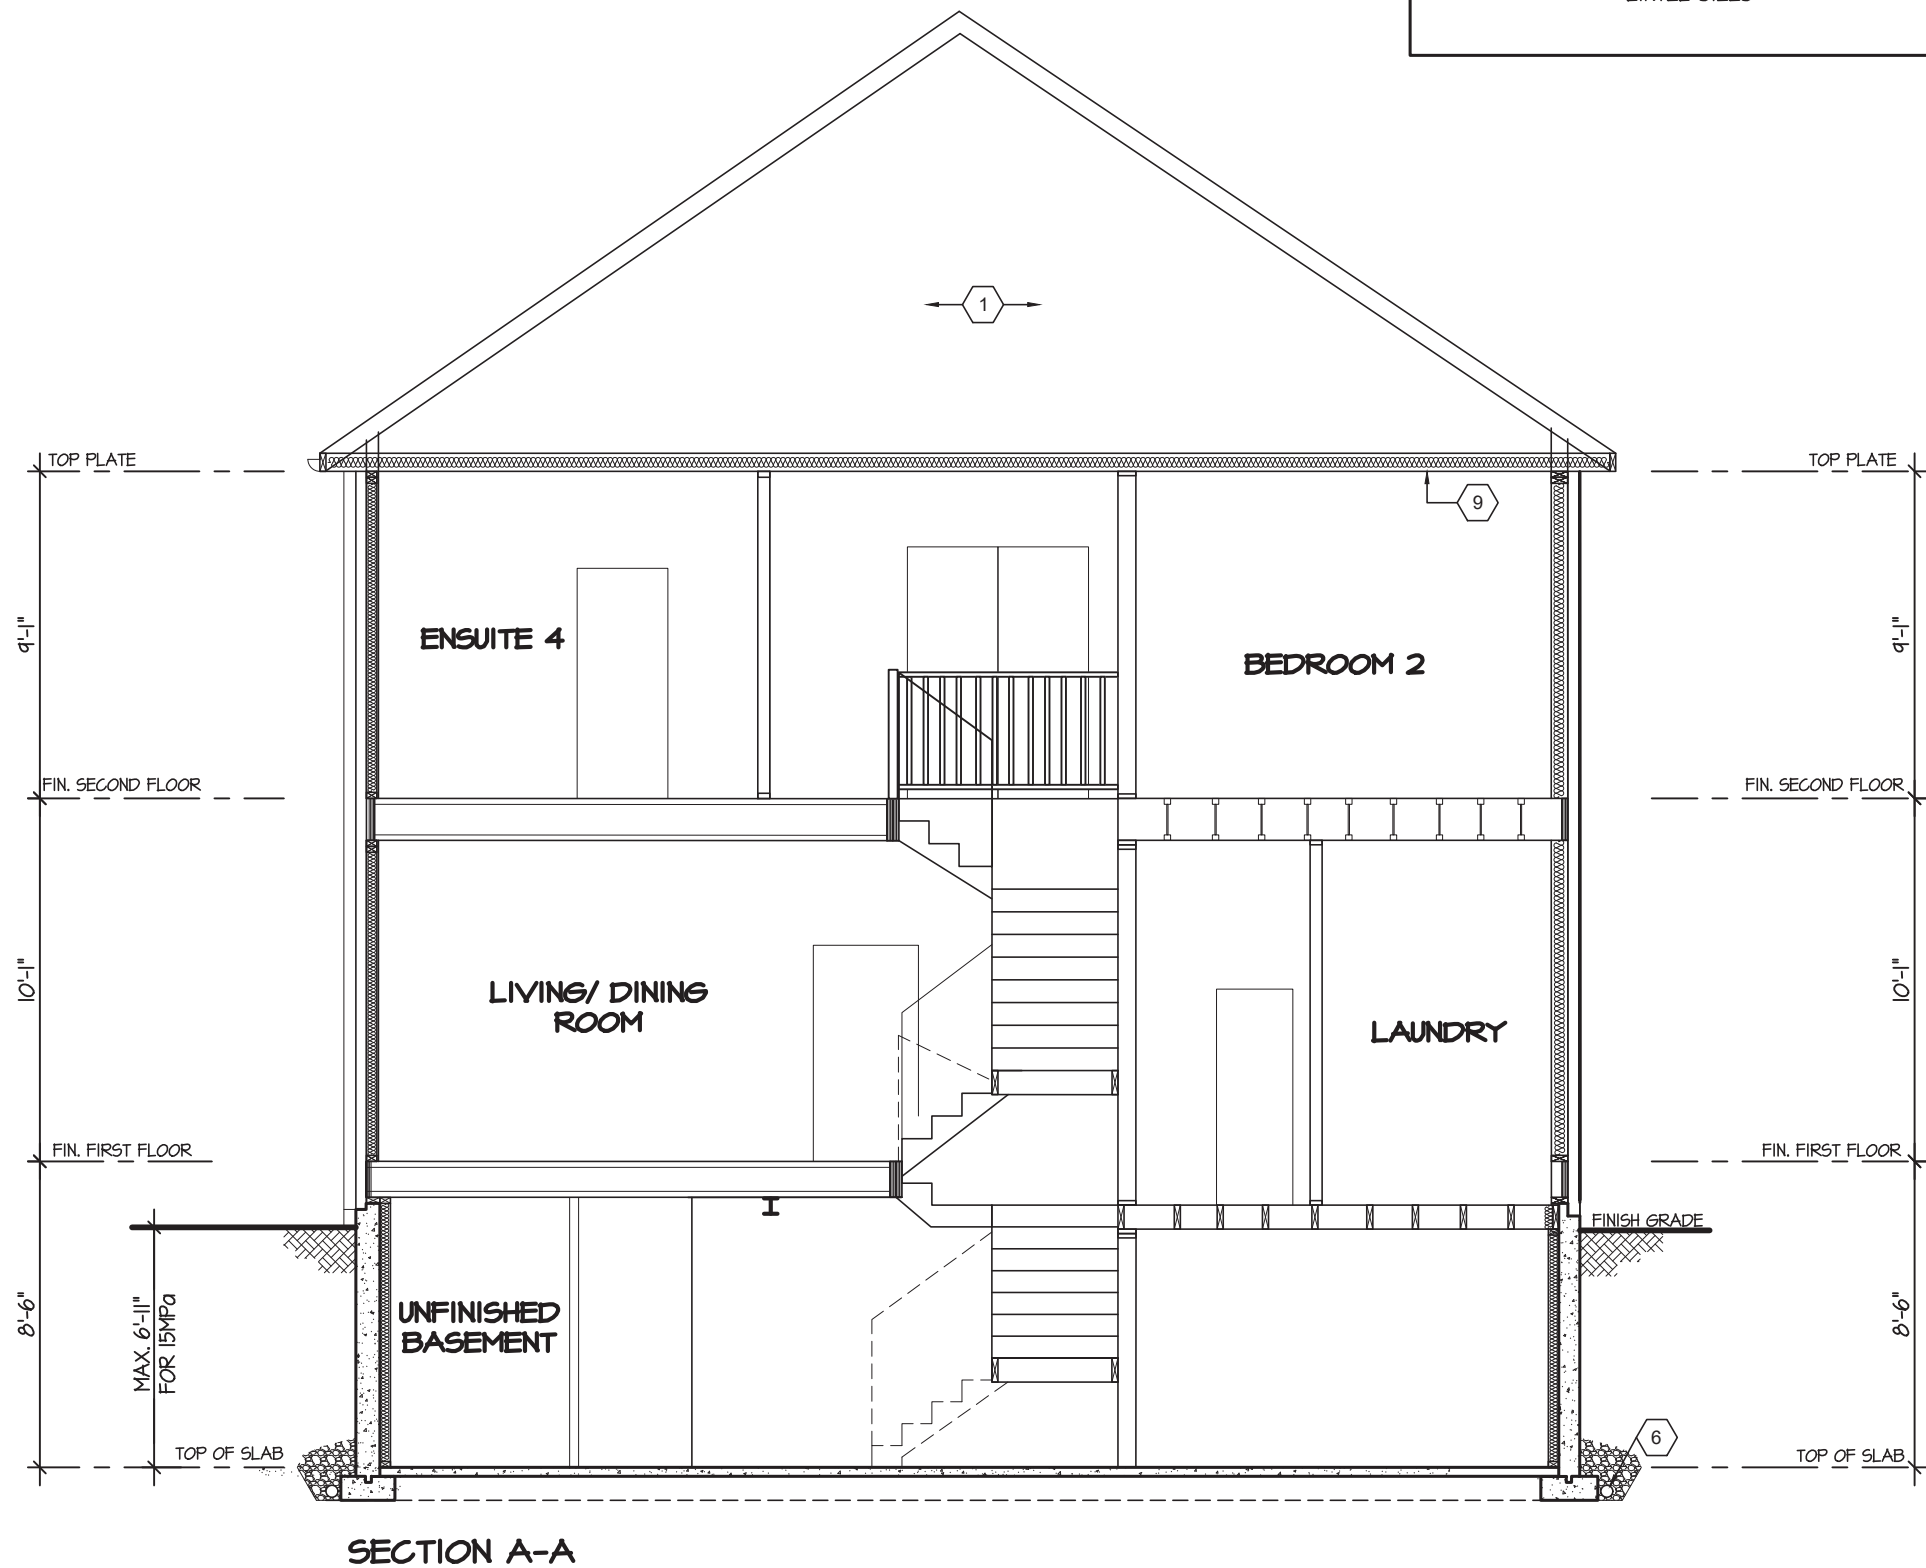 1
TOP PLATE
TOP PLATE
9
9'-1"
ENSUITE 4
BEDROOM 2
9'-1"
FIN. SECOND FLOOR
FIN. SECOND FLOOR
10'-1"
LIVING/ DINING
ROOM
LAUNDRY
10'-1"
FIN. FIRST FLOOR
FIN. FIRST FLOOR
FINISH GRADE
8'-6"
MAX. 6'-11"
FOR 15MPa
UNFINISHED
BASEMENT
8'-6"
6
TOP OF SLAB
TOP OF SLAB
SECTION A-A